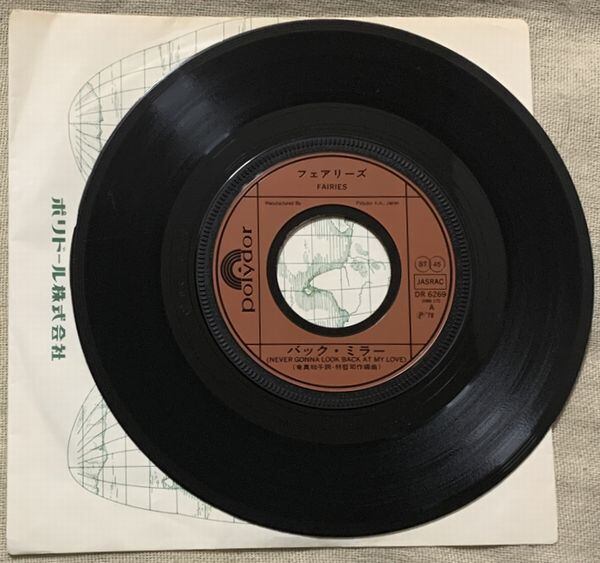 フェアリーズ
FAIRIES
Manufactured By
Polydor K.K., Japan
polydor
ST 45
JASRAC
DR 6269
A
℗'78
バック・ミラー
(NEVER GONNA LOOK BACK AT MY LOVE)
ポリドール株式会社